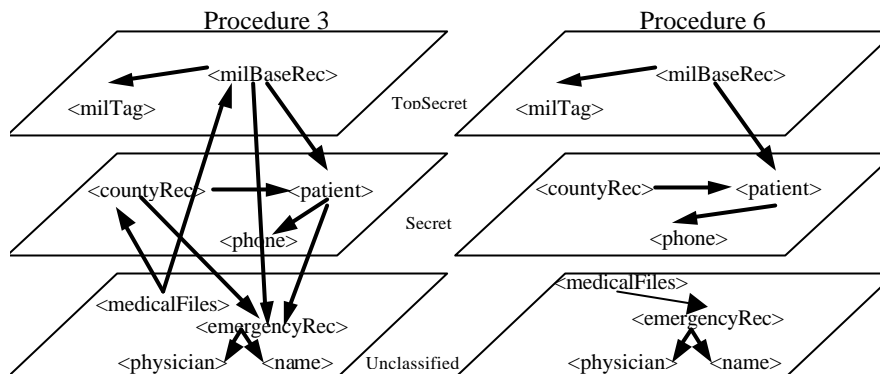 Procedure 3
Procedure 6
<milBaseRec>
<milTag>
TopSecret
<milBaseRec>
<milTag>
<countyRec>
<patient>
<phone>
Secret
<countyRec>
<patient>
<phone>
<medicalFiles>
<emergencyRec>
<physician>
<name>
Unclassified
<medicalFiles>
<emergencyRec>
<physician>
<name>